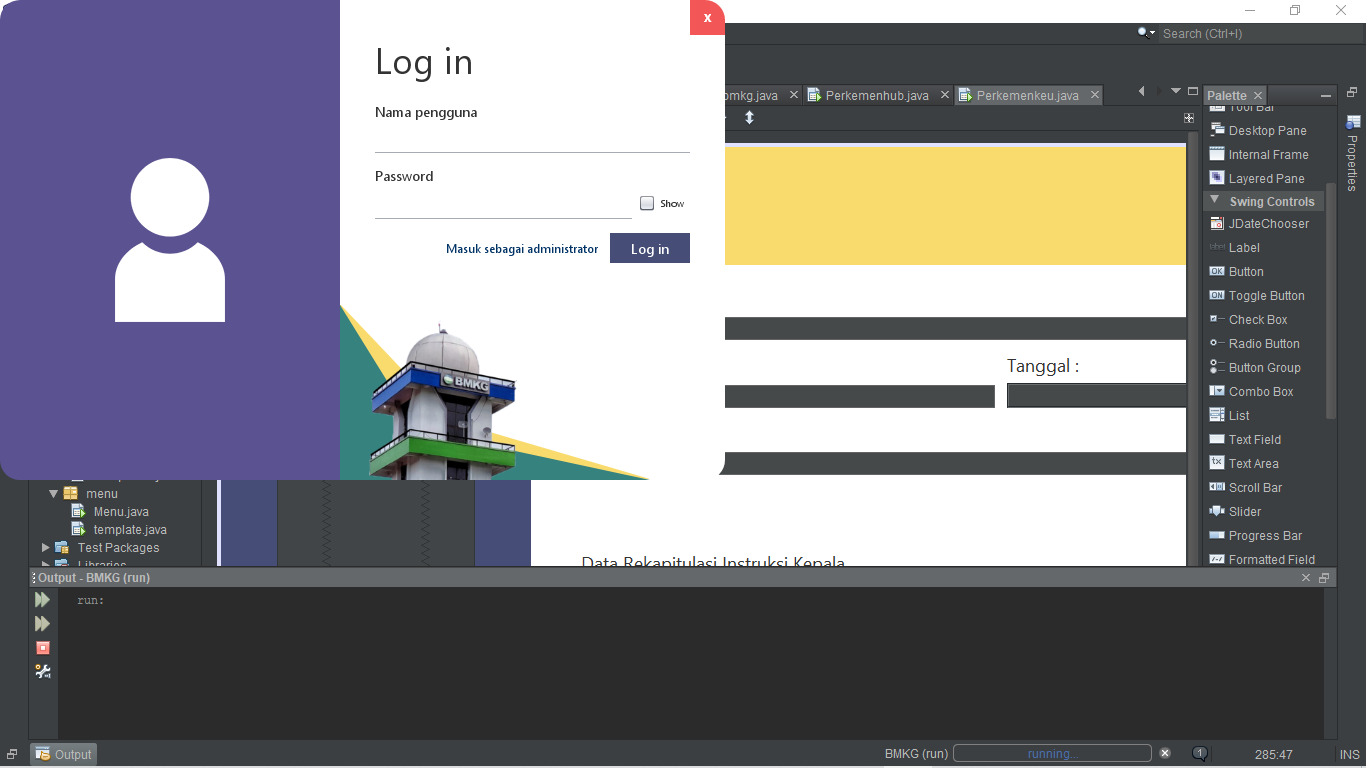 x
Log in
Nama pengguna
Password
Show
Masuk sebagai administrator
Log in
BMKG
Search (Ctrl+I)
omkg.java
Perkemenhub.java
Perkemenkeu.java
Tanggal :
Data Rekapitulasi Instruksi Kepala
Palette
Tool Bar
Desktop Pane
Internal Frame
Layered Pane
Swing Controls
JDateChooser
Label
Button
Toggle Button
Check Box
Radio Button
Button Group
Combo Box
List
Text Field
Text Area
Scroll Bar
Slider
Progress Bar
Formatted Field
Properties
menu
Menu.java
template.java
Test Packages
Libraries
Output - BMKG (run)
run:
Output
BMKG (run)
running...
1
285:47
INS